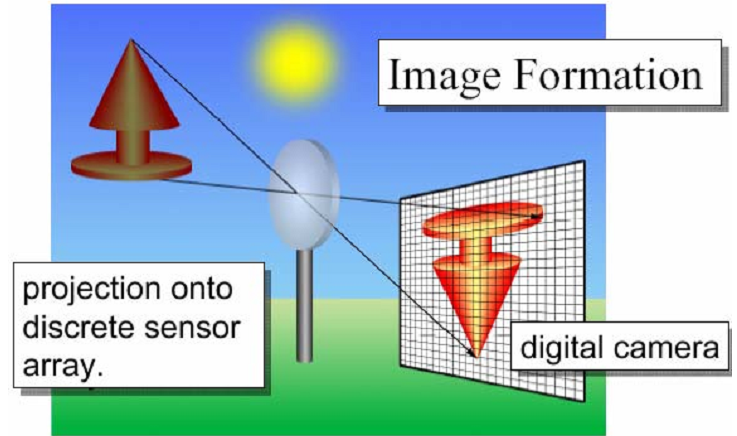 Image Formation
projection onto
discrete sensor
array.
digital camera